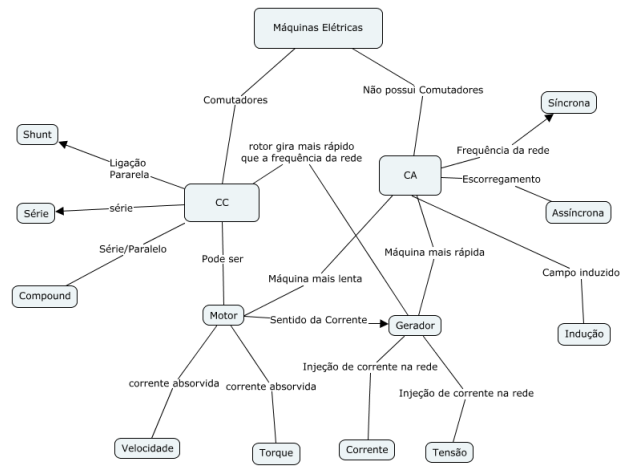 Máquinas Elétricas
Comutadores
Não possui Comutadores
Síncrona
Shunt
rotor gira mais rápido
que a frequência da rede
Frequência da rede
Ligação
Pararela
CA
Escorregamento
CC
Série
série
Assíncrona
Série/Paralelo
Pode ser
Máquina mais rápida
Máquina mais lenta
Campo induzido
Compound
Motor
Sentido da Corrente
Gerador
Indução
Injeção de corrente na rede
corrente absorvida
corrente absorvida
Injeção de corrente na rede
Velocidade
Torque
Corrente
Tensão